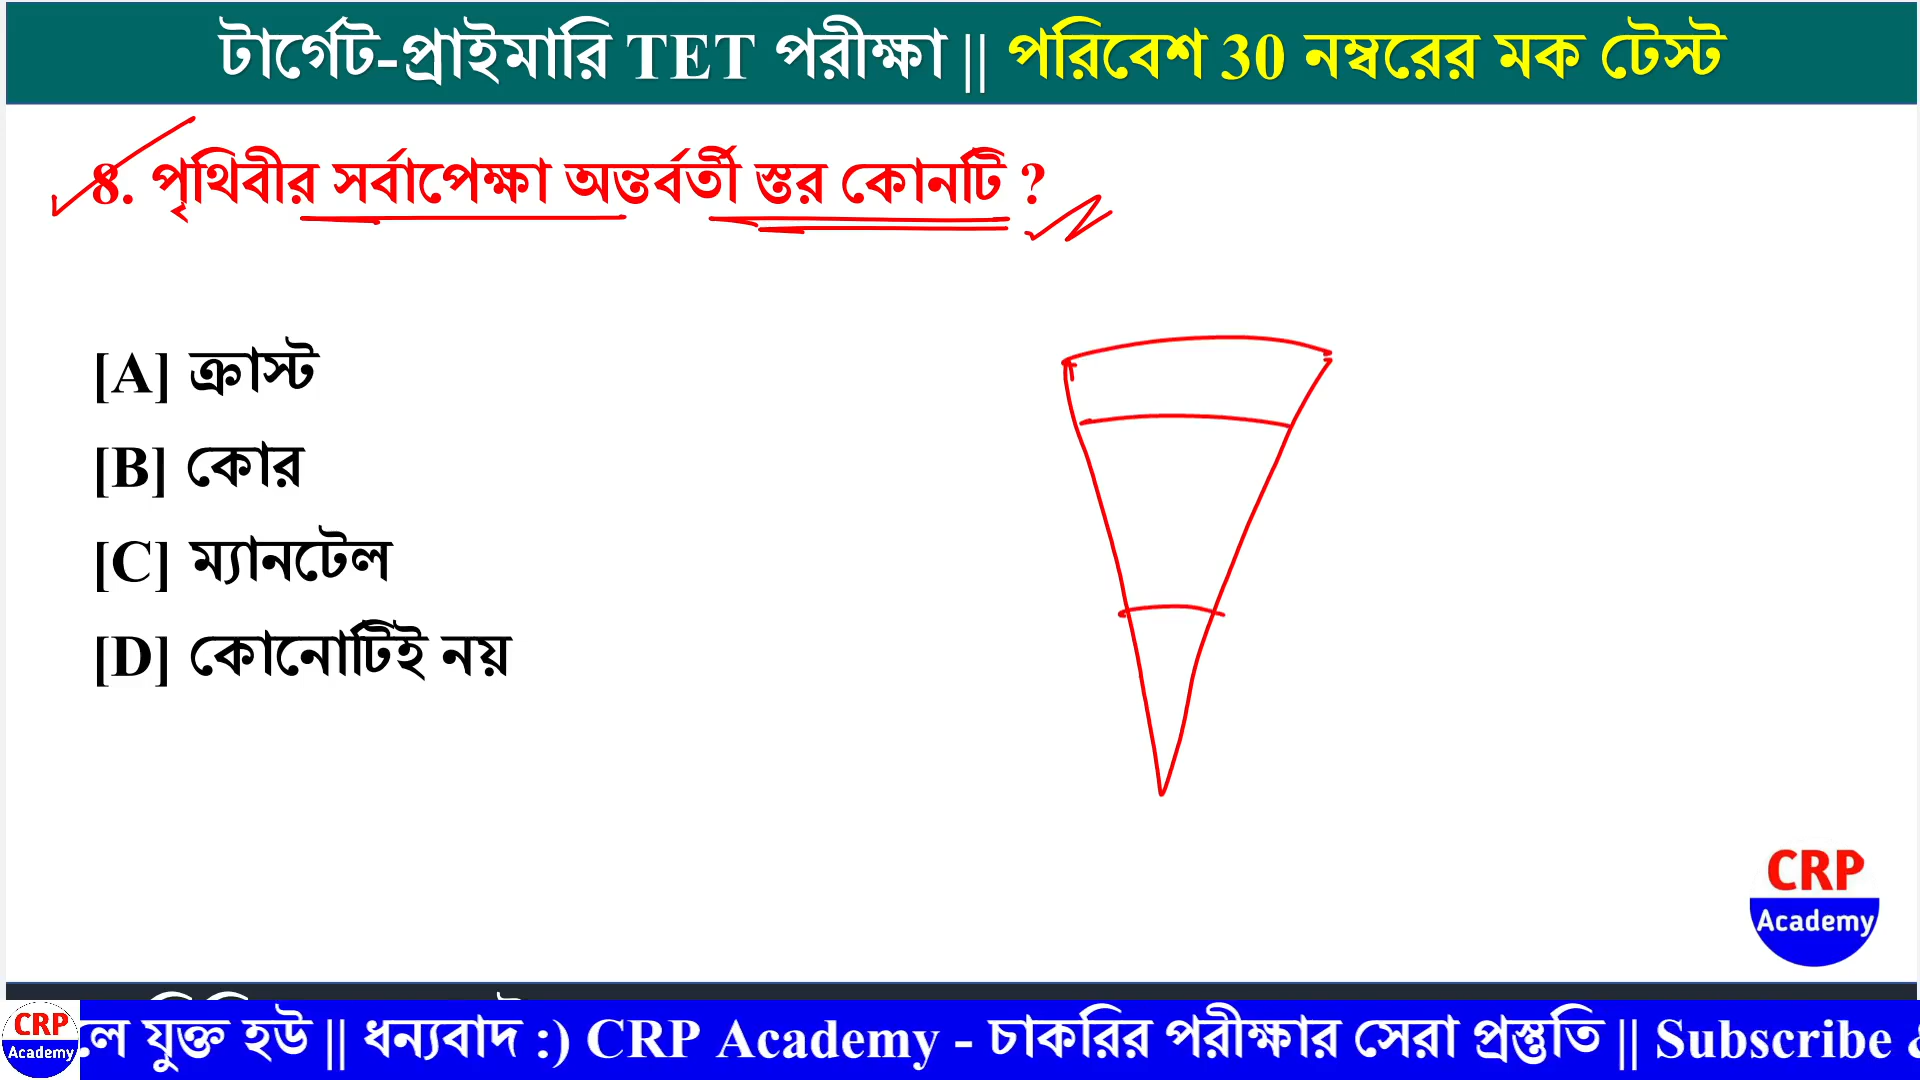 টার্গেট-প্রাইমারি TET পরীক্ষা || পরিবেশ 30 নম্বরের মক টেস্ট
8. পৃথিবীর সর্বাপেক্ষা অন্তর্বর্তী স্তর কোনটি ?
[A] ক্রাস্ট
[B] কোর
[C] ম্যানটেল
[D] কোনোটিই নয়
CRP
Academy
CRP
Academy
লে যুক্ত হউ || ধন্যবাদ :) CRP Academy - চাকরির পরীক্ষার সেরা প্রস্তুতি || Subscribe &